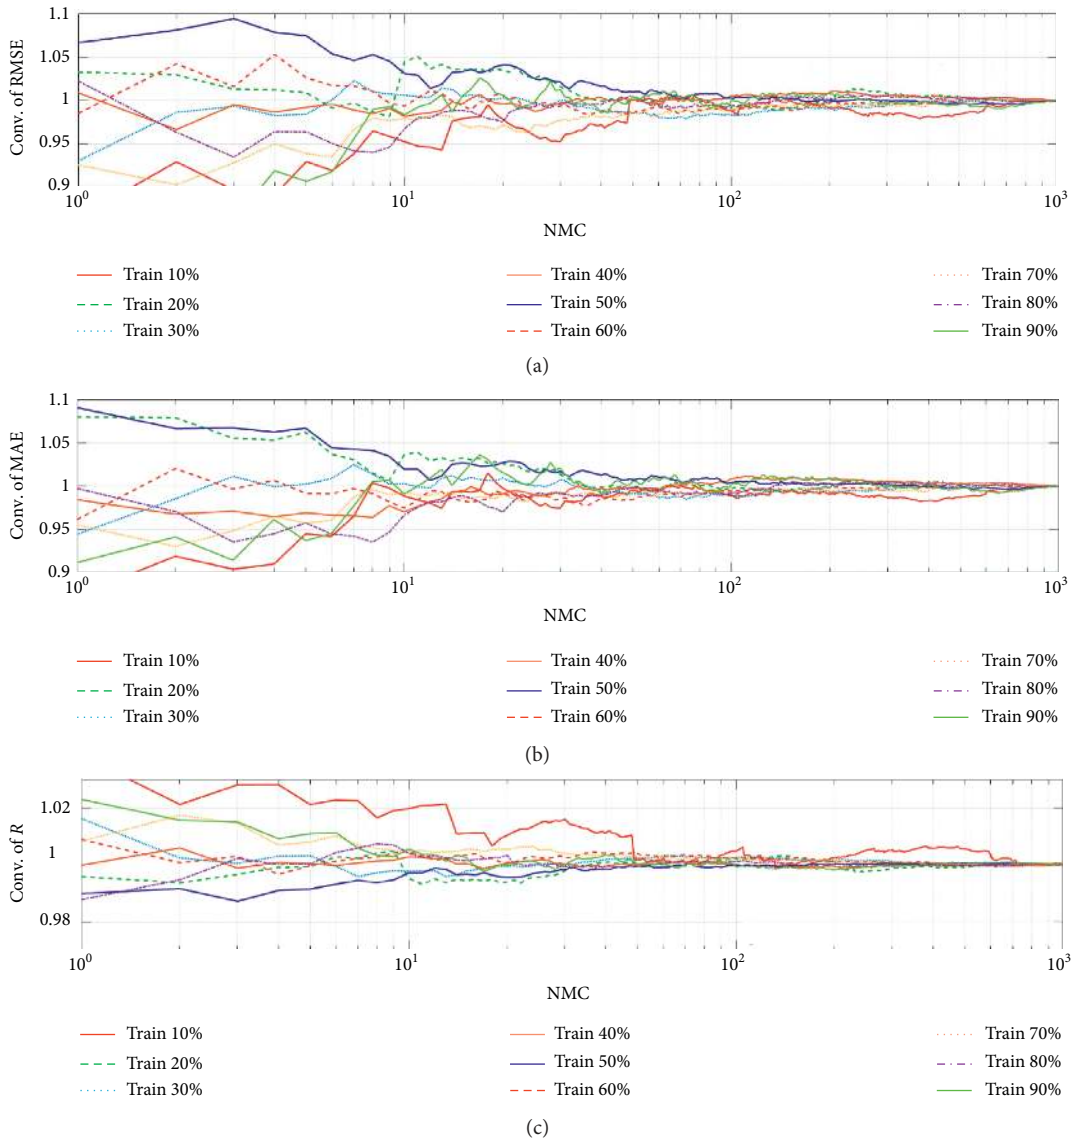 1.1
1.05
1
0.95
0.9
Conv. of RMSE
10^0 10^1 10^2 10^3
NMC
Train 10% Train 40% Train 70%
Train 20% Train 50% Train 80%
Train 30% Train 60% Train 90%
(a)
1.1
1.05
1
0.95
0.9
Conv. of MAE
10^0 10^1 10^2 10^3
NMC
Train 10% Train 40% Train 70%
Train 20% Train 50% Train 80%
Train 30% Train 60% Train 90%
(b)
1.02
1
0.98
Conv. of R
10^0 10^1 10^2 10^3
NMC
Train 10% Train 40% Train 70%
Train 20% Train 50% Train 80%
Train 30% Train 60% Train 90%
(c)